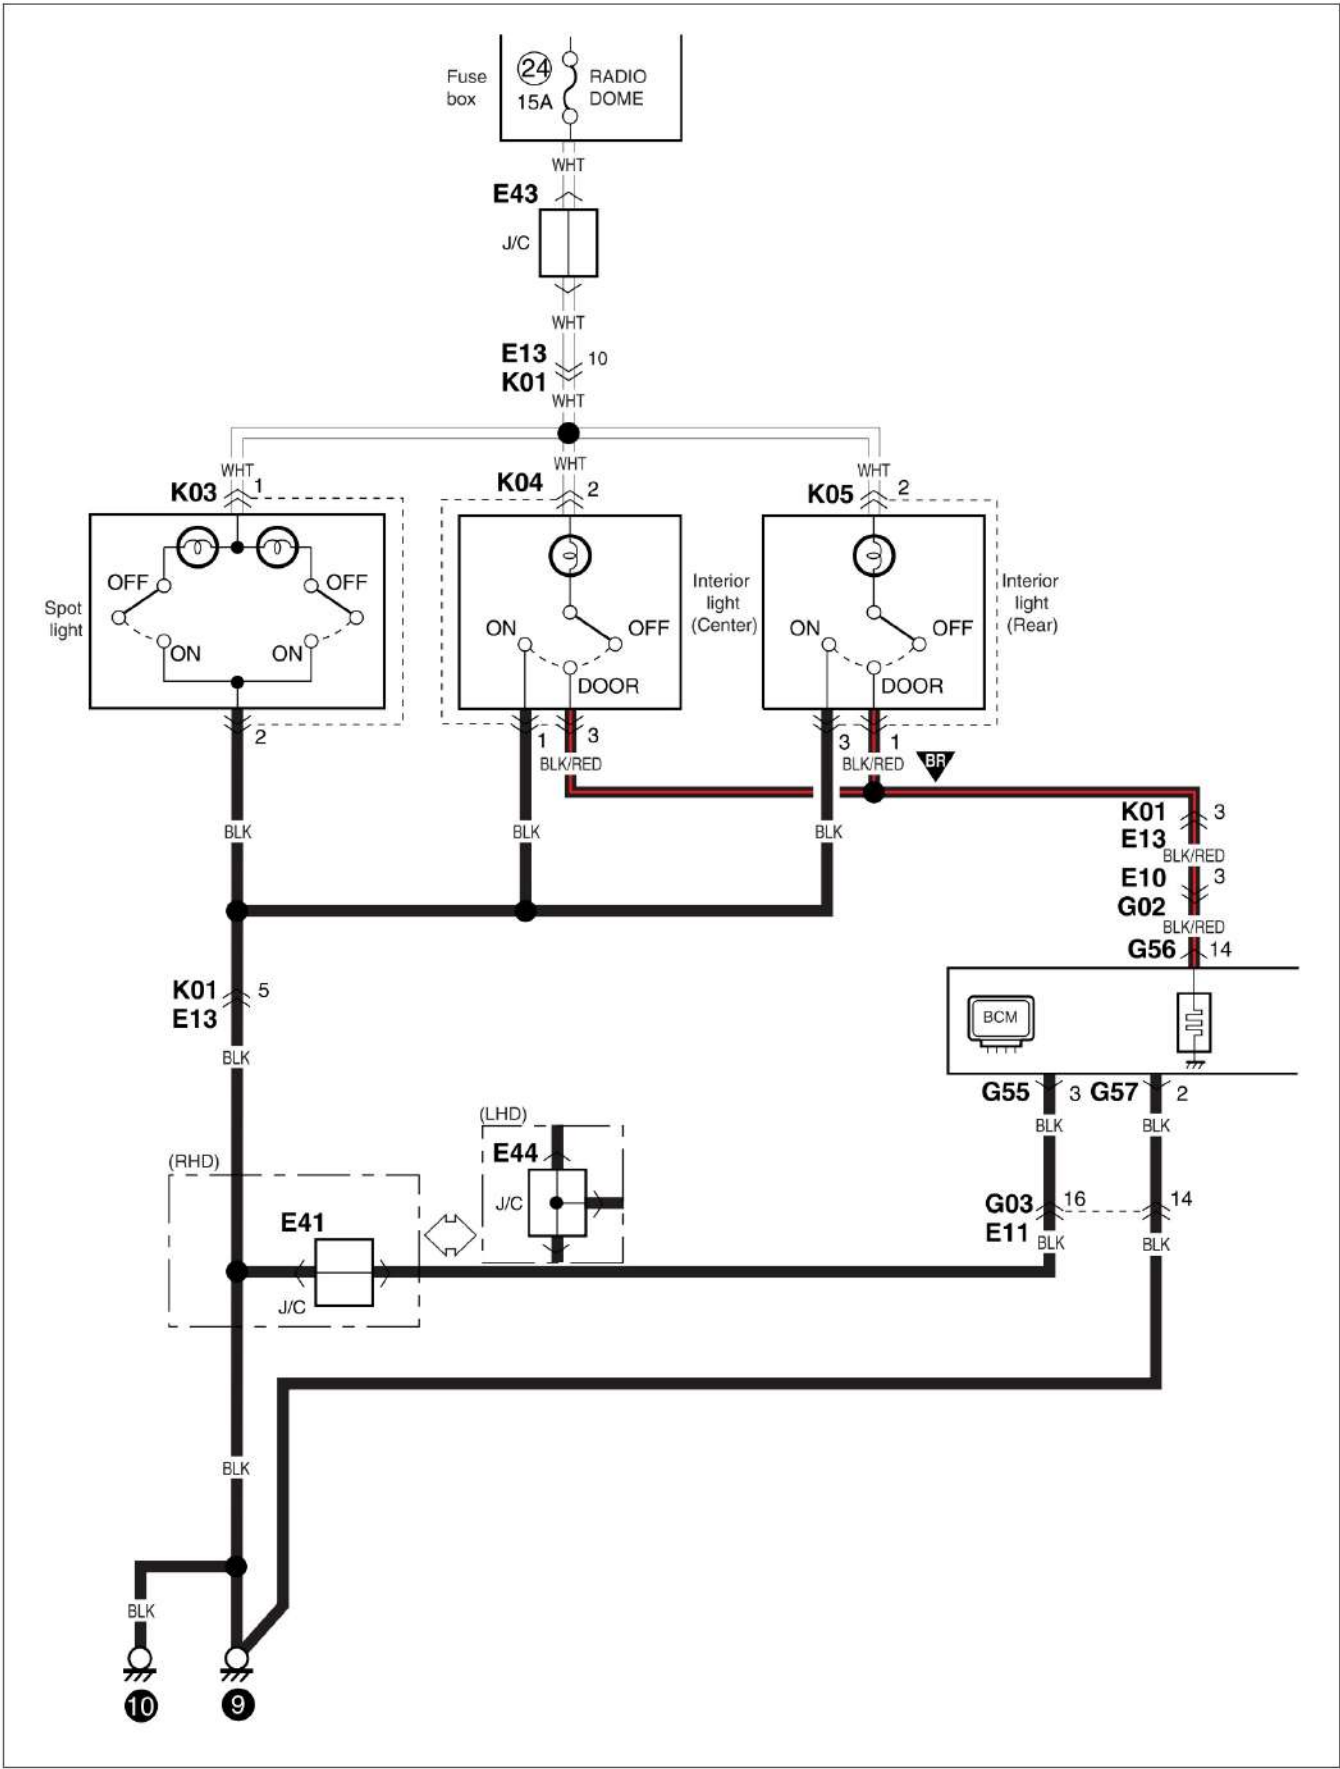 Fuse
box
24
15A
RADIO
DOME
WHT
E43
J/C
WHT
E13
10
K01
WHT
WHT
WHT
WHT
K03
1
K04
2
K05
2
OFF
OFF
ON
ON
Spot
light
ON
OFF
DOOR
Interior
light
(Center)
ON
OFF
DOOR
Interior
light
(Rear)
2
1
3
BLK/RED
3
1
BLK/RED
BR
BLK
BLK
BLK
K01
3
E13
BLK/RED
E10
3
G02
BLK/RED
G56
14
K01
5
E13
BLK
BCM
G55
3
G57
2
BLK
BLK
(LHD)
E44
J/C
(RHD)
E41
J/C
G03
16
14
E11
BLK
BLK
BLK
BLK
10
9